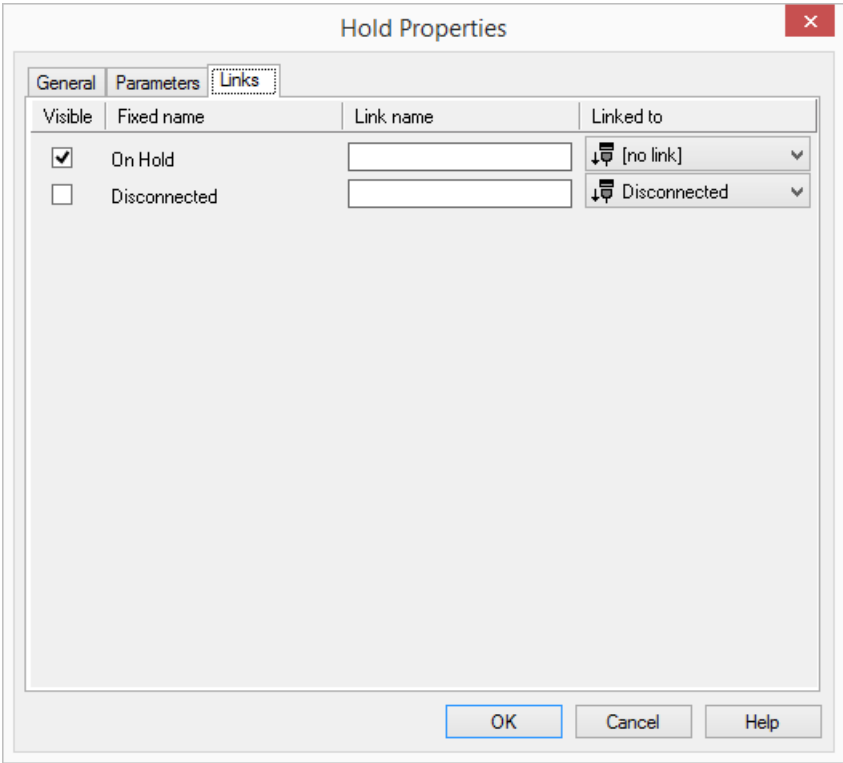 Hold Properties
General Parameters Links
Visible Fixed name Link name Linked to
On Hold [no link]
Disconnected Disconnected
OK Cancel Help